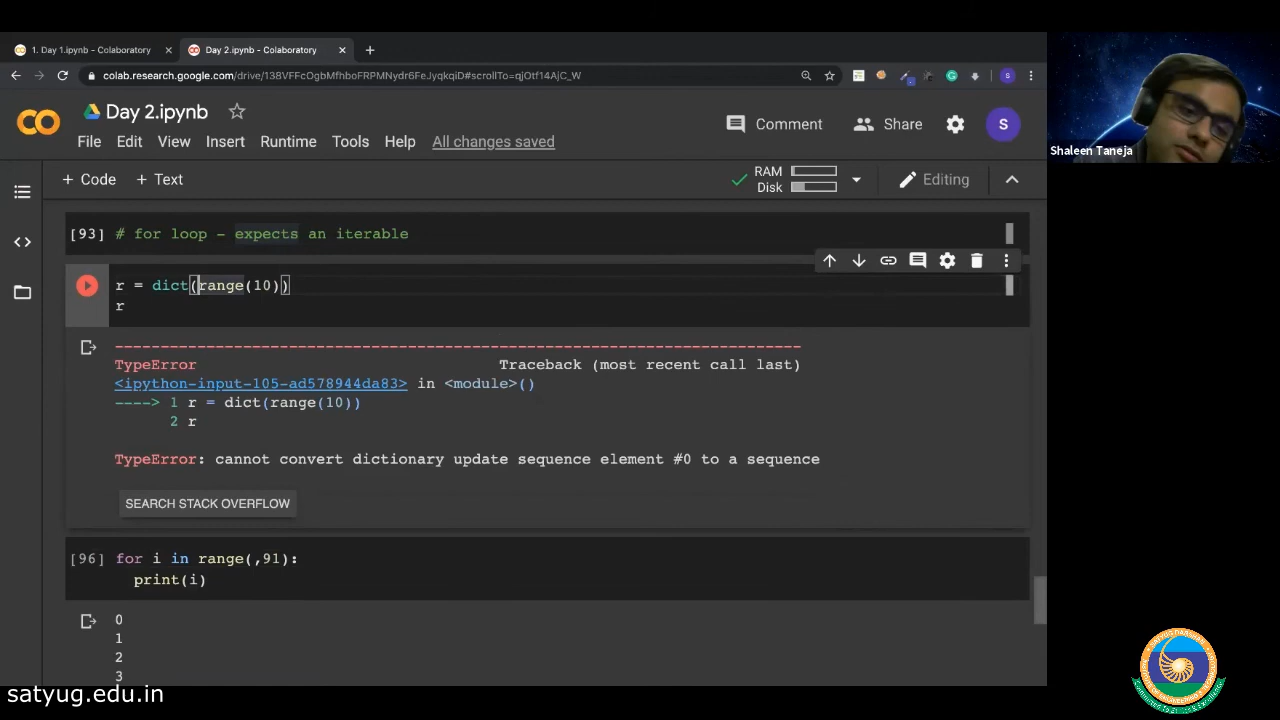 1. Day 1.ipynb - Colaboratory
Day 2.ipynb - Colaboratory
colab.research.google.com/drive/138VFFcOgbMfhboFRPMNydr6FeJyqkqiD#scrollTo=qjOtf14AjC_W
S
CO
Day 2.ipynb
File Edit View Insert Runtime Tools Help All changes saved
Comment
Share
S
Shaleen Taneja
+ Code + Text
RAM
Disk
Editing
[93] # for loop - expects an iterable
r = dict(range(10))
r
---------------------------------------------------------------------------
TypeError Traceback (most recent call last)
<ipython-input-105-ad578944da83> in <module>()
----> 1 r = dict(range(10))
2 r
TypeError: cannot convert dictionary update sequence element #0 to a sequence
SEARCH STACK OVERFLOW
[96] for i in range(,91):
print(i)
0
1
2
3
satyug.edu.in